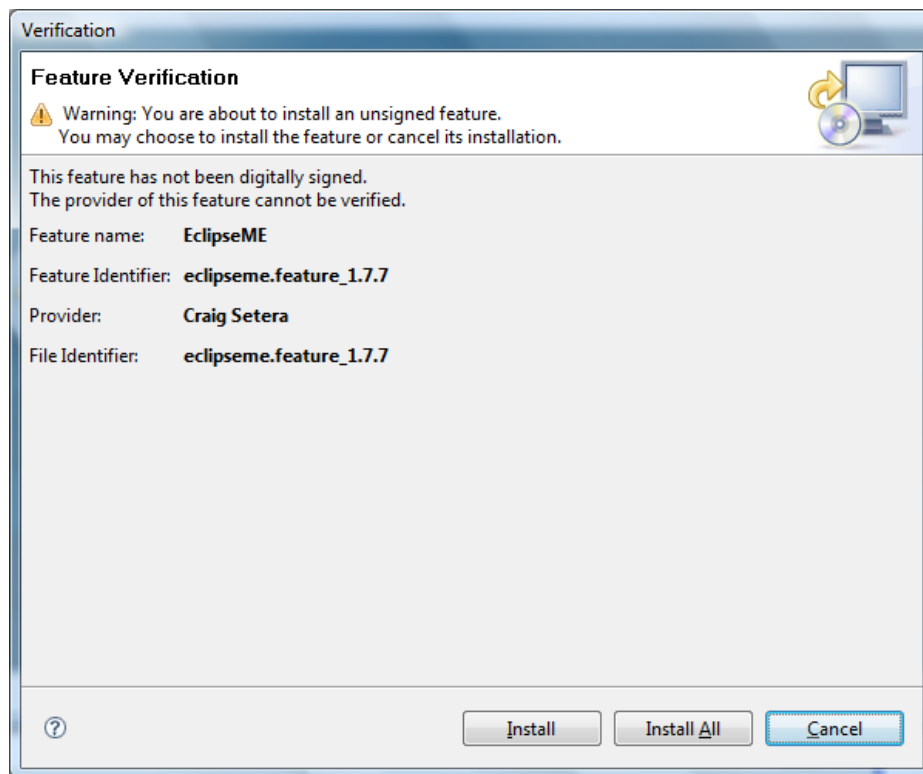 Verification
Feature Verification
Warning: You are about to install an unsigned feature.
You may choose to install the feature or cancel its installation.
This feature has not been digitally signed.
The provider of this feature cannot be verified.
Feature name: EclipseME
Feature Identifier: eclipseme.feature_1.7.7
Provider: Craig Setera
File Identifier: eclipseme.feature_1.7.7
? Install Install All Cancel